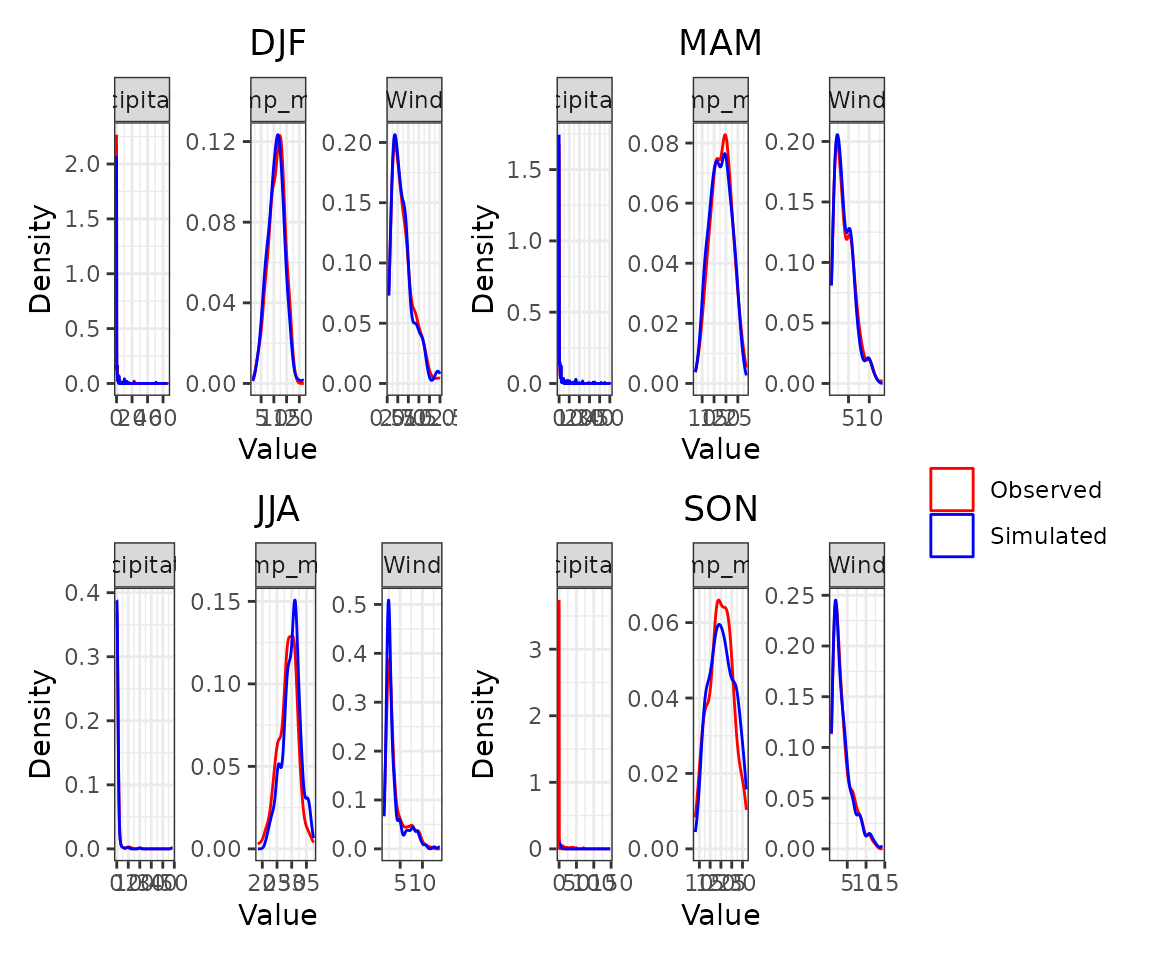 DJF MAM
cipita mp_m Wind cipita mp_m Wind
2.0 1.5 1.0 0.5 0.0
0.12 0.08 0.04 0.00
0.20 0.15 0.10 0.05 0.00
1.5 1.0 0.5 0.0
0.08 0.06 0.04 0.02 0.00
0.20 0.15 0.10 0.05 0.00
Density Density
510
Value Value
Observed
Simulated
JJA SON
cipita mp_m Wind cipita mp_m Wind
0.4 0.3 0.2 0.1 0.0
0.15 0.10 0.05 0.00
0.5 0.4 0.3 0.2 0.1 0.0
3 2 1 0
0.06 0.04 0.02 0.00
0.25 0.20 0.15 0.10 0.05 0.00
Density Density
510
Value Value